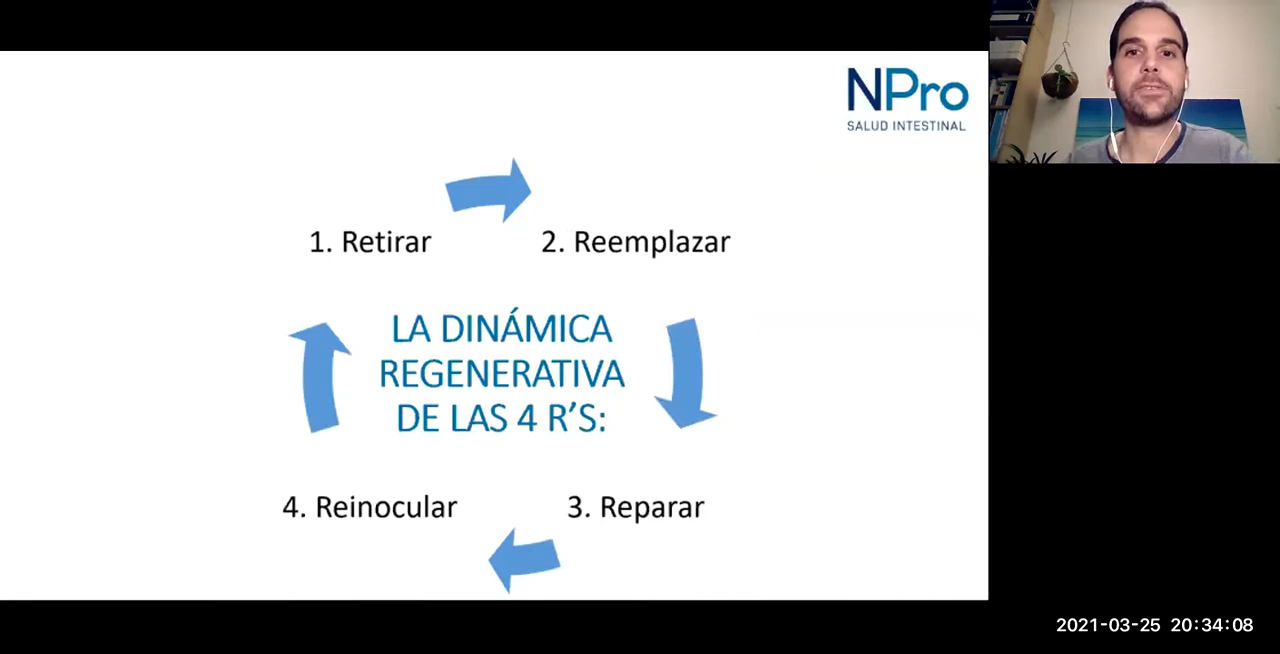 NPro
SALUD INTESTINAL
1. Retirar
2. Reemplazar
LA DINÁMICA
REGENERATIVA
DE LAS 4 R’S:
4. Reinocular
3. Reparar
2021-03-25 20:34:08